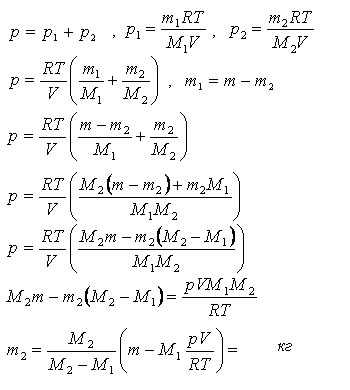 p = p₁ + p₂ , p₁ = m₁RT/M₁V , p₂ = m₂RT/M₂V
p = RT/V (m₁/M₁ + m₂/M₂) , m₁ = m − m₂
p = RT/V ((m − m₂)/M₁ + m₂/M₂)
p = RT/V ((M₂(m − m₂) + m₂M₁)/M₁M₂)
p = RT/V ((M₂m − m₂(M₂ − M₁))/M₁M₂)
M₂m − m₂(M₂ − M₁) = pVM₁M₂/RT
m₂ = M₂/(M₂ − M₁) (m − M₁ pV/RT) = кг